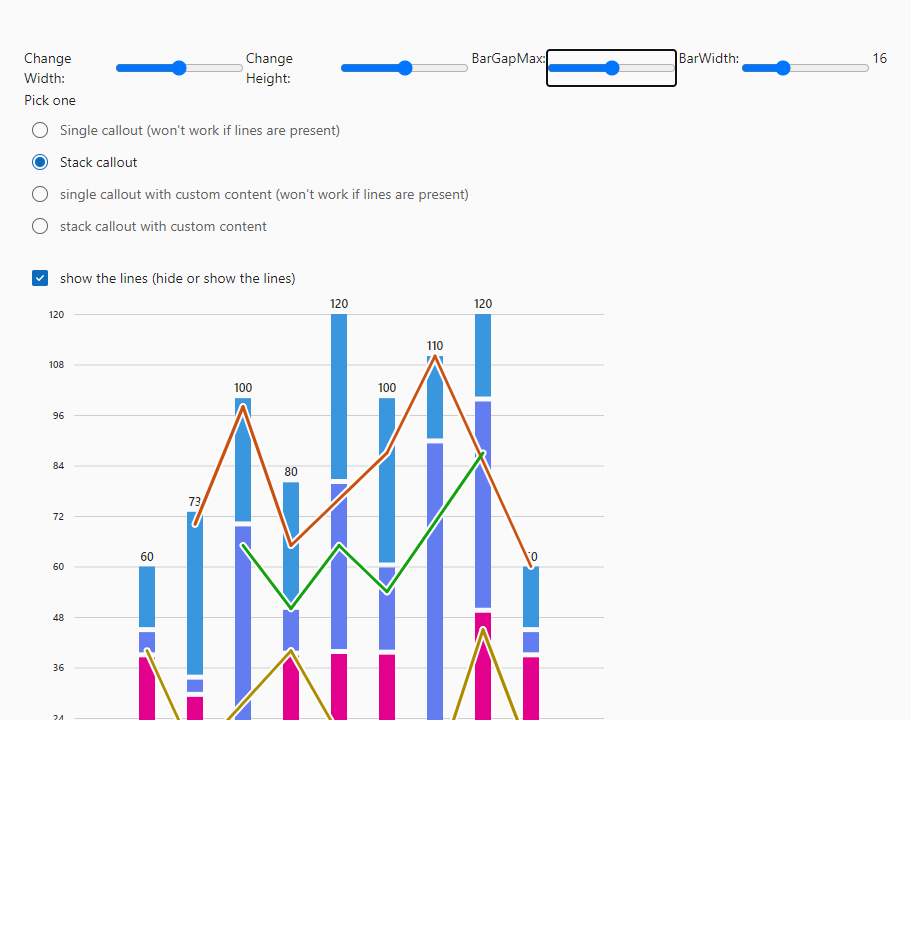 Change Width:
Change Height:
BarGapMax:
BarWidth:
16
Pick one
Single callout (won't work if lines are present)
Stack callout
single callout with custom content (won't work if lines are present)
stack callout with custom content
show the lines (hide or show the lines)
120
120
120
110
108
100
100
96
84
80
73
72
60
60
48
36
24